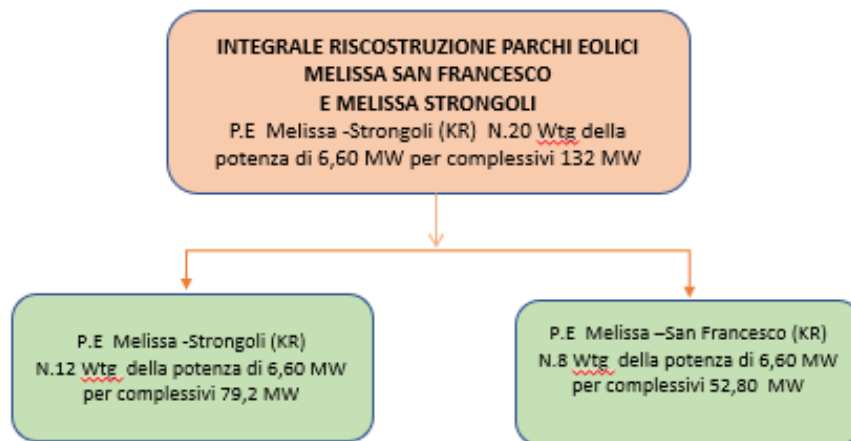 INTEGRALE RISCOSTRUZIONE PARCHI EOLICI
MELISSA SAN FRANCESCO
E MELISSA STRONGOLI
P.E Melissa -Strongoli (KR) N.20 Wtg della
potenza di 6,60 MW per complessivi 132 MW
P.E Melissa -Strongoli (KR)
N.12 Wtg della potenza di 6,60 MW
per complessivi 79,2 MW
P.E Melissa –San Francesco (KR)
N.8 Wtg della potenza di 6,60 MW
per complessivi 52,80 MW